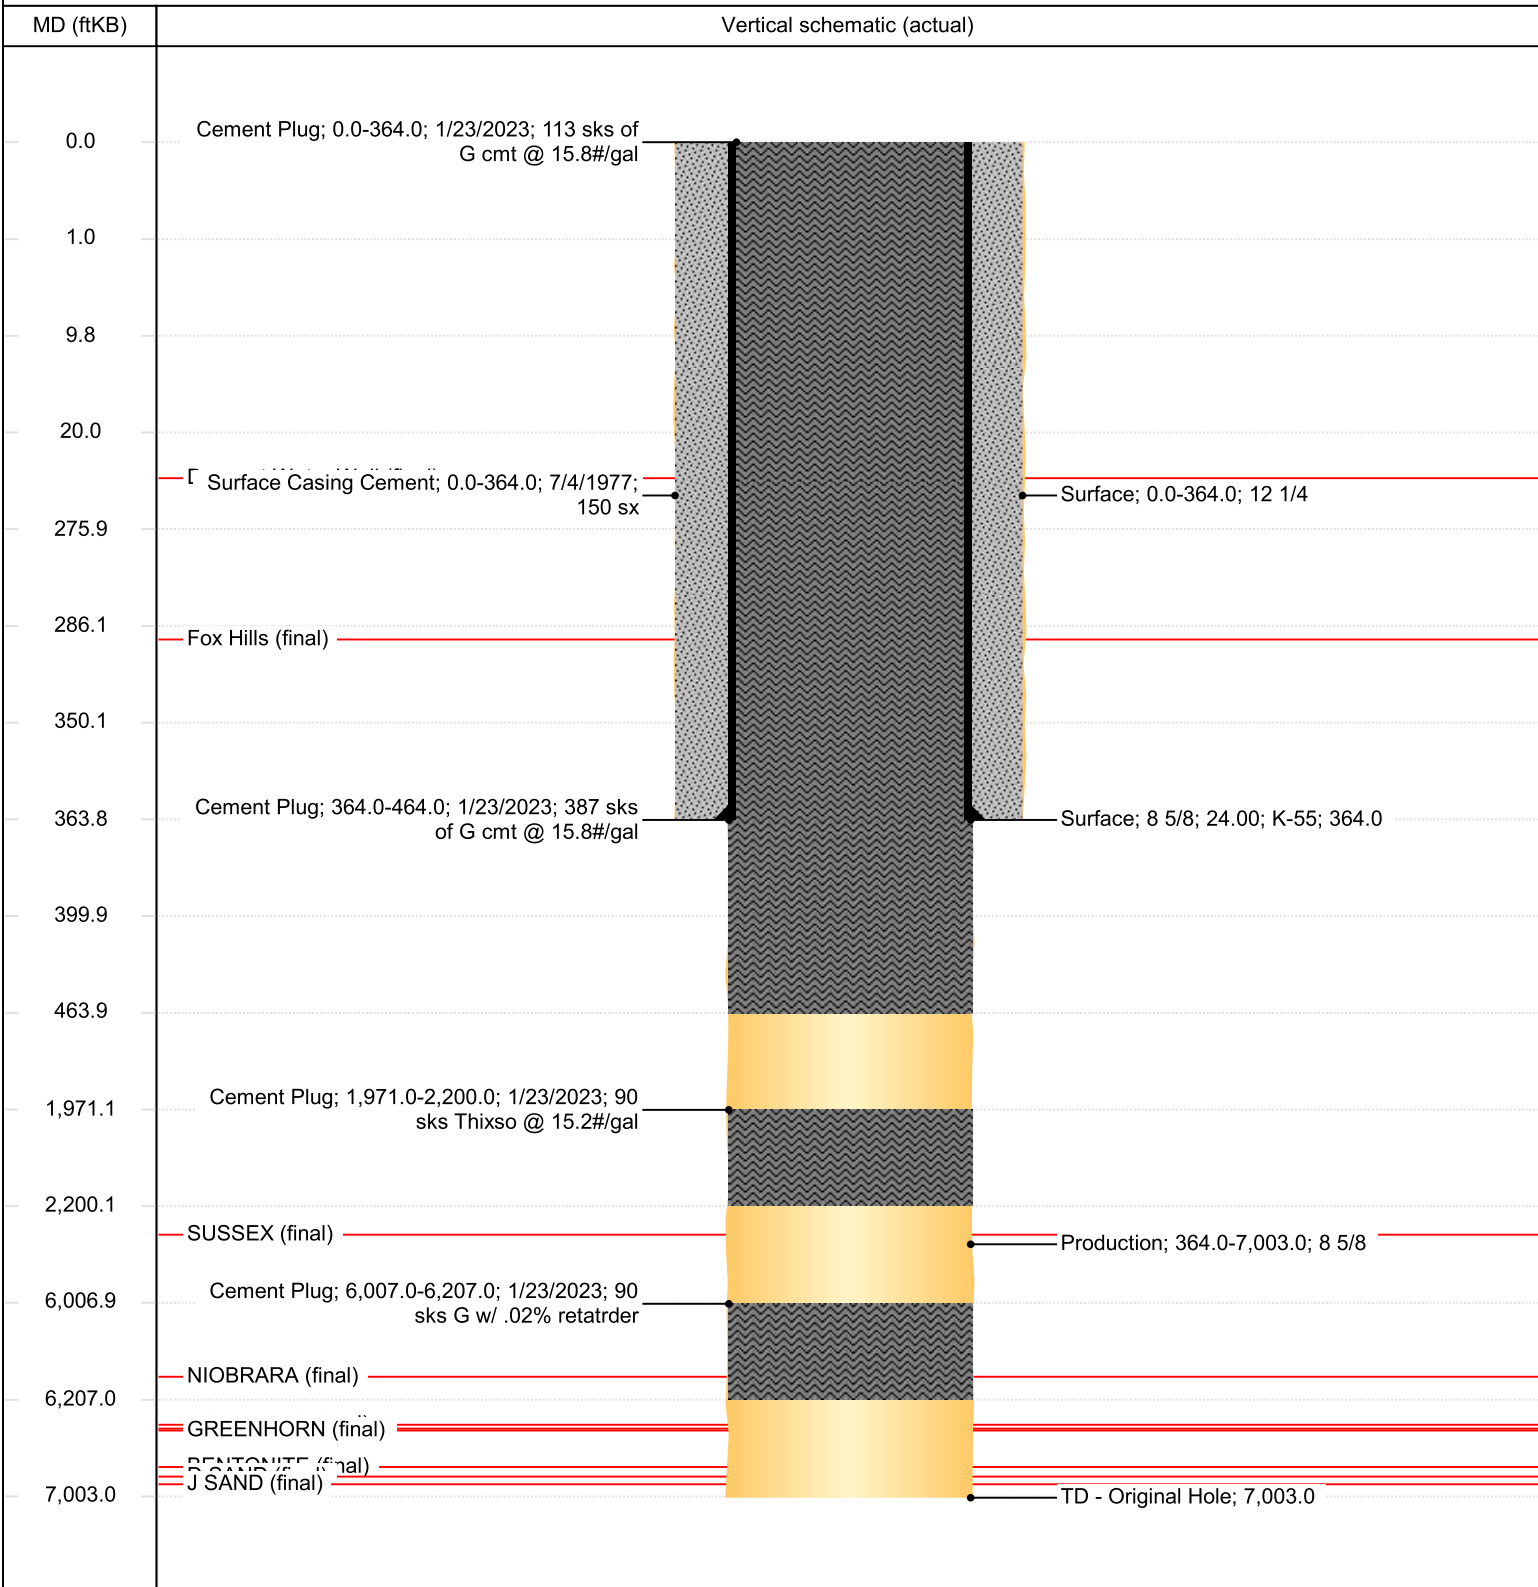 MD (ftKB)
Vertical schematic (actual)
0.0
Cement Plug; 0.0-364.0; 1/23/2023; 113 sks of
G cmt @ 15.8#/gal
1.0
9.8
20.0
Surface Casing Cement; 0.0-364.0; 7/4/1977;
150 sx
Surface; 0.0-364.0; 12 1/4
275.9
286.1
Fox Hills (final)
350.1
Cement Plug; 364.0-464.0; 1/23/2023; 387 sks
of G cmt @ 15.8#/gal
363.8
Surface; 8 5/8; 24.00; K-55; 364.0
399.9
463.9
Cement Plug; 1,971.0-2,200.0; 1/23/2023; 90
sks Thixso @ 15.2#/gal
1,971.1
2,200.1
SUSSEX (final)
Production; 364.0-7,003.0; 8 5/8
Cement Plug; 6,007.0-6,207.0; 1/23/2023; 90
sks G w/ .02% retatrder
6,006.9
NIOBRARA (final)
6,207.0
GREENHORN (final)
BENTONITE (final)
J SAND (final)
7,003.0
TD - Original Hole; 7,003.0